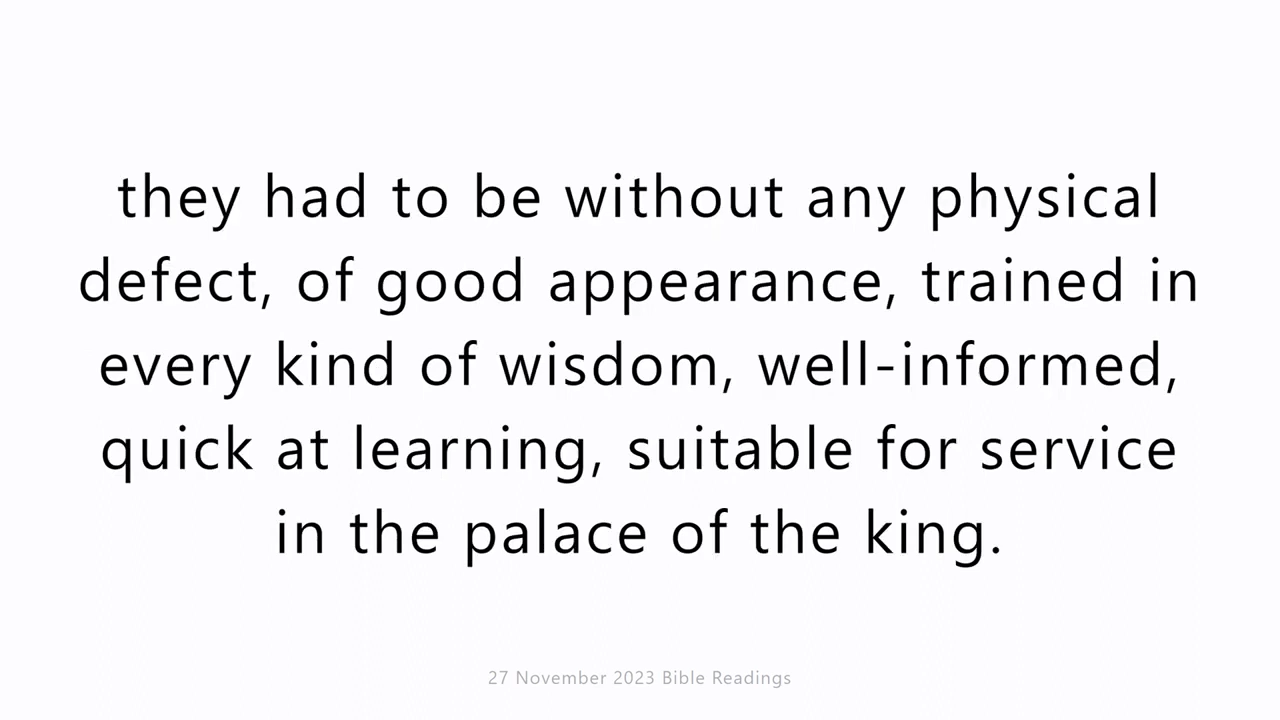 they had to be without any physical
defect, of good appearance, trained in
every kind of wisdom, well-informed,
quick at learning, suitable for service
in the palace of the king.
27 November 2023 Bible Readings